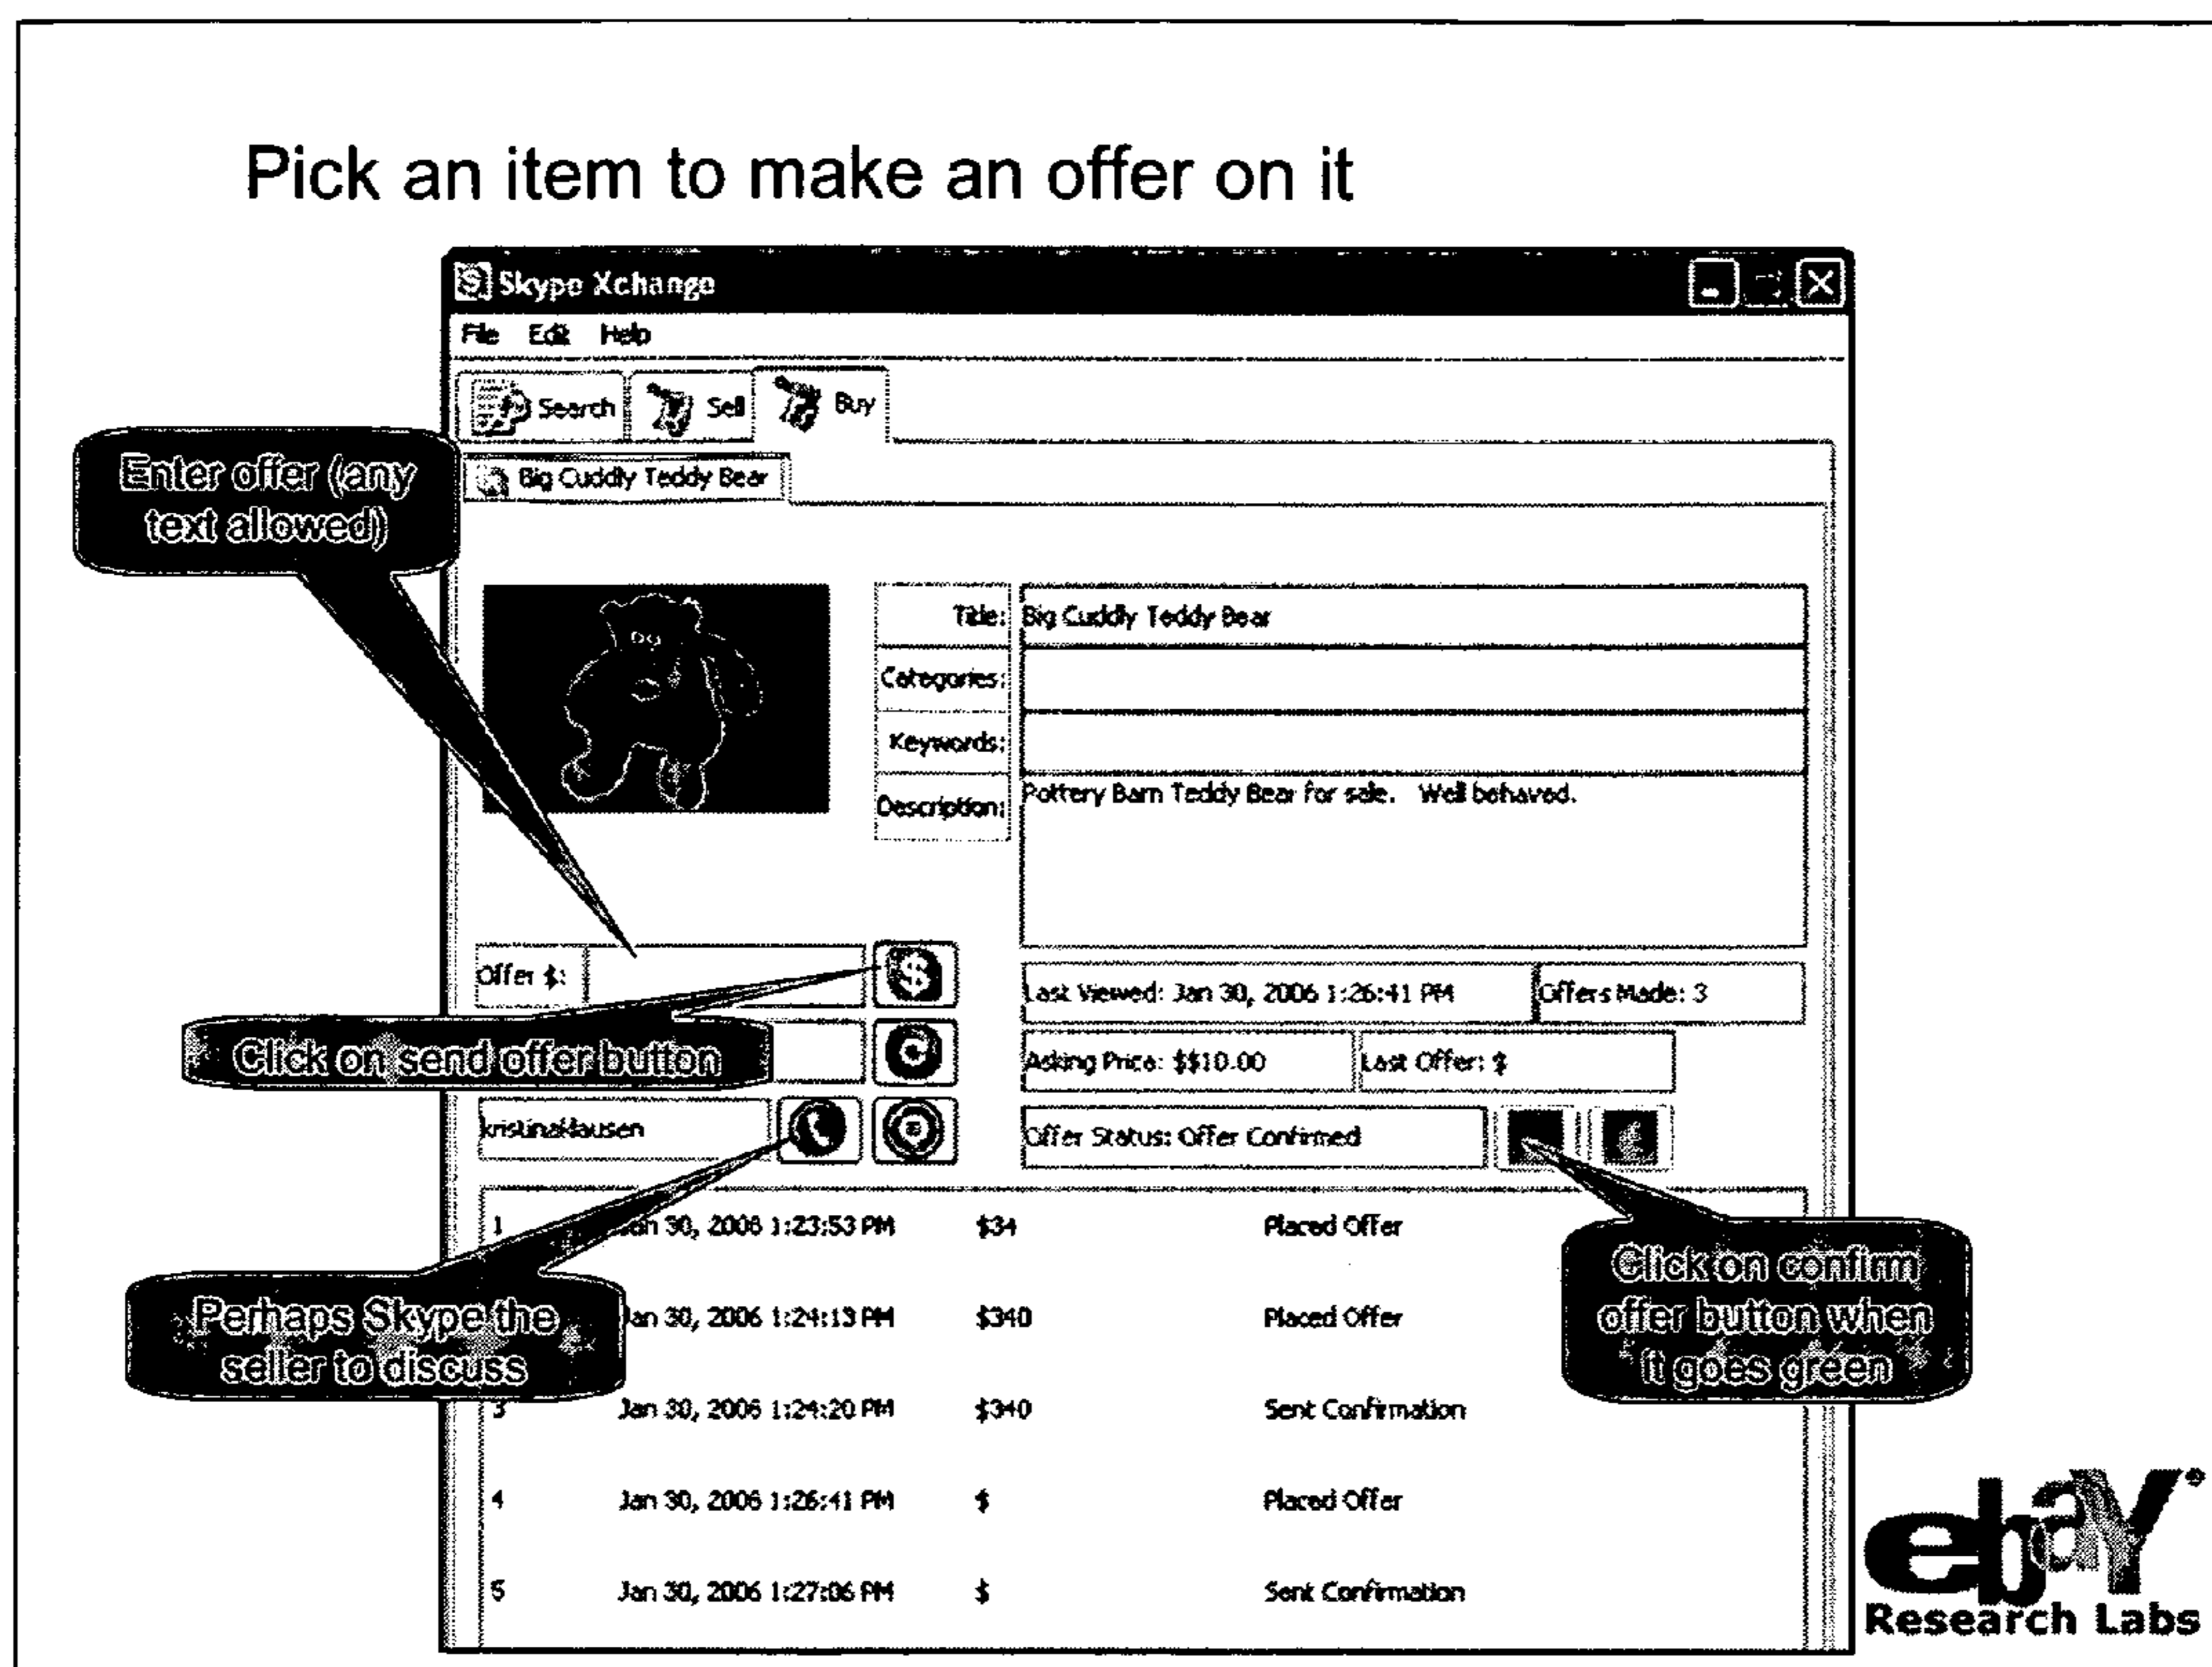 Pick an item to make an offer on it
Skype Xchange
File Edit Help
Search Sell Buy
Big Cuddly Teddy Bear
Enter offer (any
text allowed)
Title: Big Cuddly Teddy Bear
Categories:
Keywords:
Description: Pottery Barn Teddy Bear for sale. Well behaved.
Offer $:
Last Viewed: Jan 30, 2006 1:26:41 PM Offers Made: 3
Click on send offer button
Asking Price: $$10.00 Last Offer: $
kristinaklausen
Offer Status: Offer Confirmed
1 Jan 30, 2006 1:23:53 PM $34 Placed Offer
Jan 30, 2006 1:24:13 PM $340 Placed Offer
3 Jan 30, 2006 1:24:20 PM $340 Sent Confirmation
4 Jan 30, 2006 1:26:41 PM $ Placed Offer
5 Jan 30, 2006 1:27:06 PM $ Sent Confirmation
Perhaps Skype the
seller to discuss
Click on confirm
offer button when
it goes green
ebaY®
Research Labs